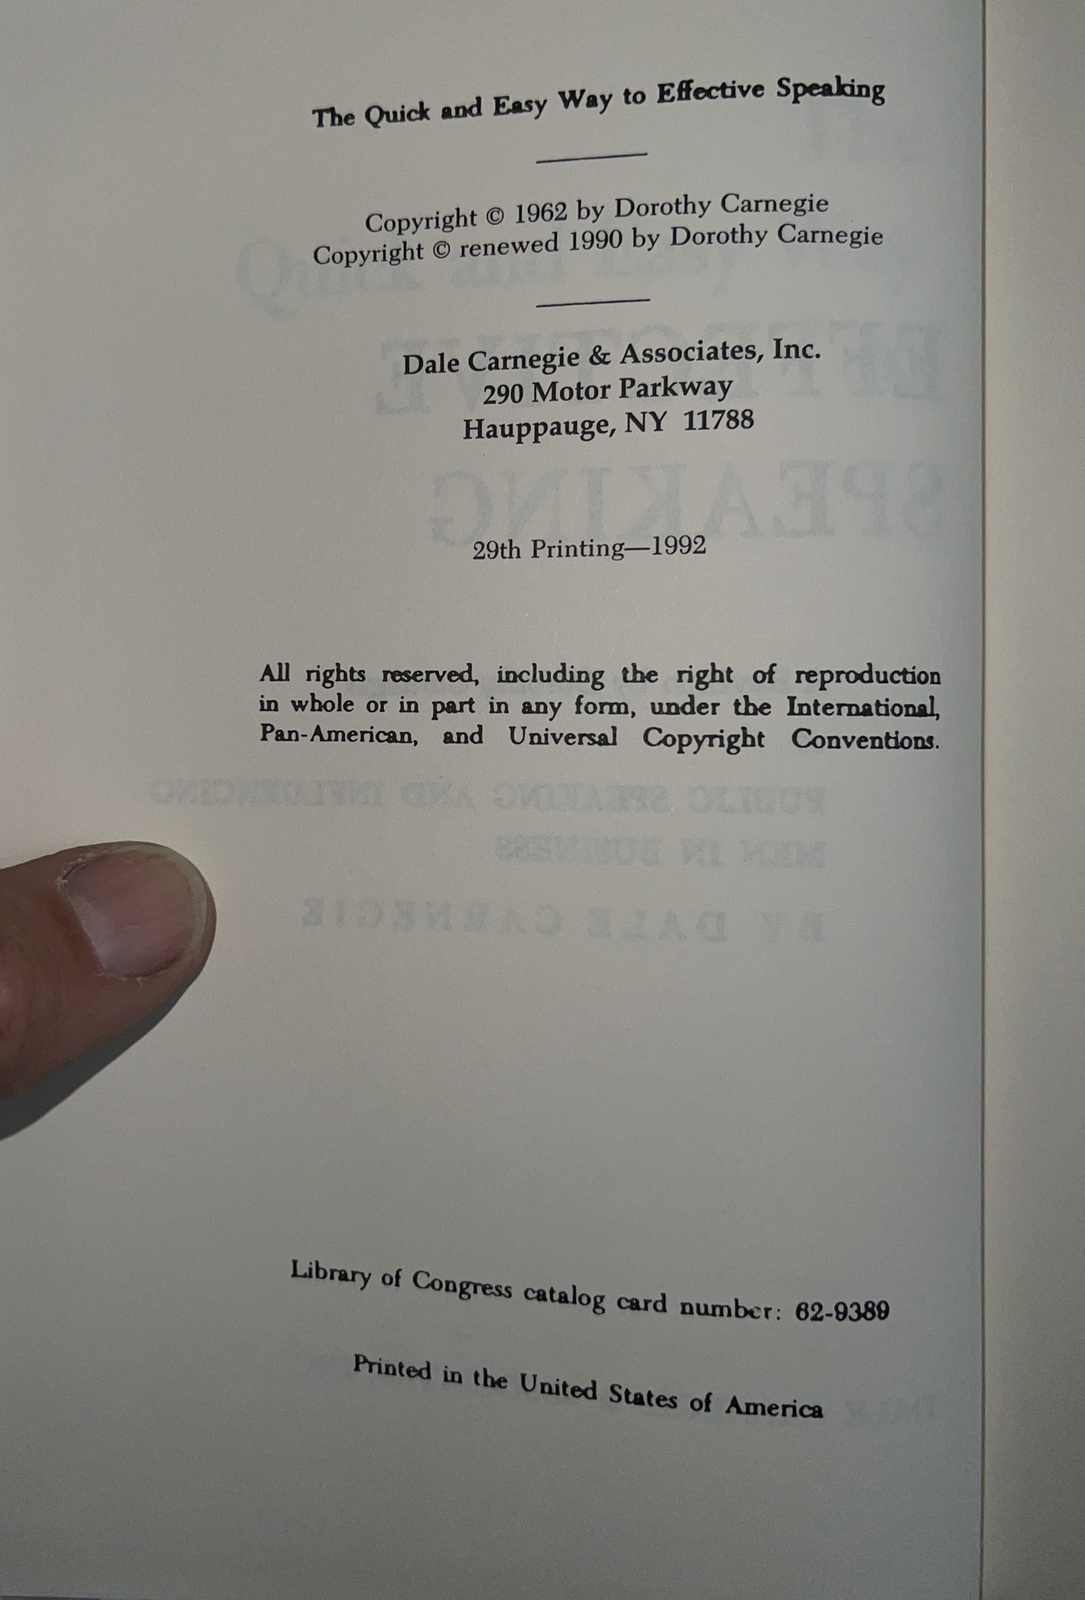 The Quick and Easy Way to Effective Speaking
Copyright © 1962 by Dorothy Carnegie
Copyright © renewed 1990 by Dorothy Carnegie
Dale Carnegie & Associates, Inc.
290 Motor Parkway
Hauppauge, NY 11788
29th Printing—1992
All rights reserved, including the right of reproduction
in whole or in part in any form, under the International,
Pan-American, and Universal Copyright Conventions.
Library of Congress catalog card number: 62-9389
Printed in the United States of America